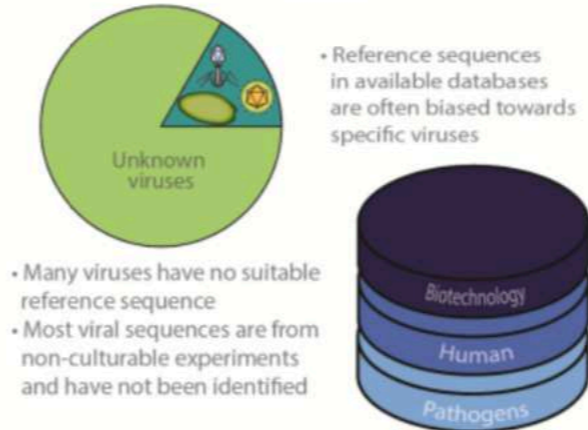 Unknown
viruses
• Reference sequences
in available databases
are often biased towards
specific viruses
• Many viruses have no suitable
reference sequence
• Most viral sequences are from
non-culturable experiments
and have not been identified
Biotechnology
Human
Pathogens